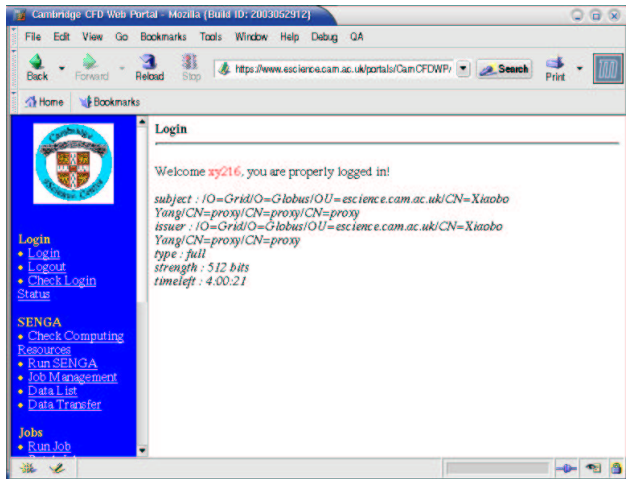 Cambridge CFD Web Portal - Mozilla {Build ID: 2003052912}
File Edit View Go Bookmarks Tools Window Help Debug QA
Back Forward Reload Stop https://www.escience.cam.ac.uk/portals/CamCFDWP/ Search Print
Home Bookmarks
Login
Welcome xy216, you are properly logged in!
subject : /O=Grid/O=Globus/OU=escience.cam.ac.uk/CN=Xiaobo
Yang/CN=proxy/CN=proxy/CN=proxy
issuer : /O=Grid/O=Globus/OU=escience.cam.ac.uk/CN=Xiaobo
Yang/CN=proxy/CN=proxy
type : full
strength : 512 bits
timeleft : 4:00:21
Login
Login
Logout
Check Login
Status
SENGA
Check Computing
Resources
Run SENGA
Job Management
Data List
Data Transfer
Jobs
Run Job